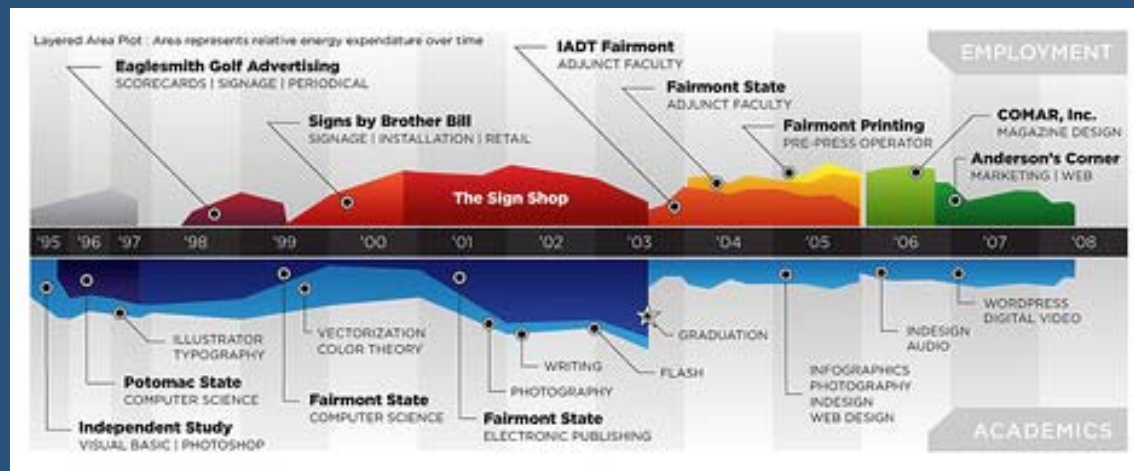 Layered Area Plot : Area represents relative energy expenditure over time
EMPLOYMENT
Eaglesmith Golf Advertising
SCORECARDS | SIGNAGE | PERIODICAL
Signs by Brother Bill
SIGNAGE | INSTALLATION | RETAIL
IADT Fairmont
ADJUNCT FACULTY
Fairmont State
ADJUNCT FACULTY
Fairmont Printing
PRE-PRESS OPERATOR
COMAR, Inc.
MAGAZINE DESIGN
Anderson's Corner
MARKETING | WEB
The Sign Shop
'95 '96 '97 '98 '99 '00 '01 '02 '03 '04 '05 '06 '07 '08
ILLUSTRATOR
TYPOGRAPHY
VECTORIZATION
COLOR THEORY
WRITING
PHOTOGRAPHY
FLASH
GRADUATION
INFOGRAPHICS
PHOTOGRAPHY
INDESIGN
WEB DESIGN
INDESIGN
AUDIO
WORDPRESS
DIGITAL VIDEO
Potomac State
COMPUTER SCIENCE
Independent Study
VISUAL BASIC | PHOTOSHOP
Fairmont State
COMPUTER SCIENCE
Fairmont State
ELECTRONIC PUBLISHING
ACADEMICS